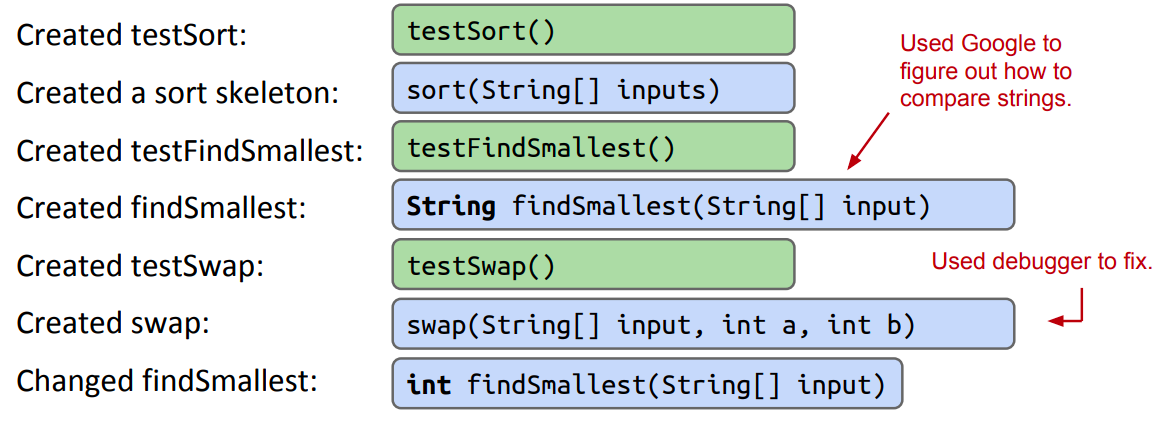 Created testSort:
testSort()
Created a sort skeleton:
sort(String[] inputs)
Used Google to
figure out how to
compare strings.
Created testFindSmallest:
testFindSmallest()
Created findSmallest:
String findSmallest(String[] input)
Created testSwap:
testSwap()
Used debugger to fix.
Created swap:
swap(String[] input, int a, int b)
Changed findSmallest:
int findSmallest(String[] input)